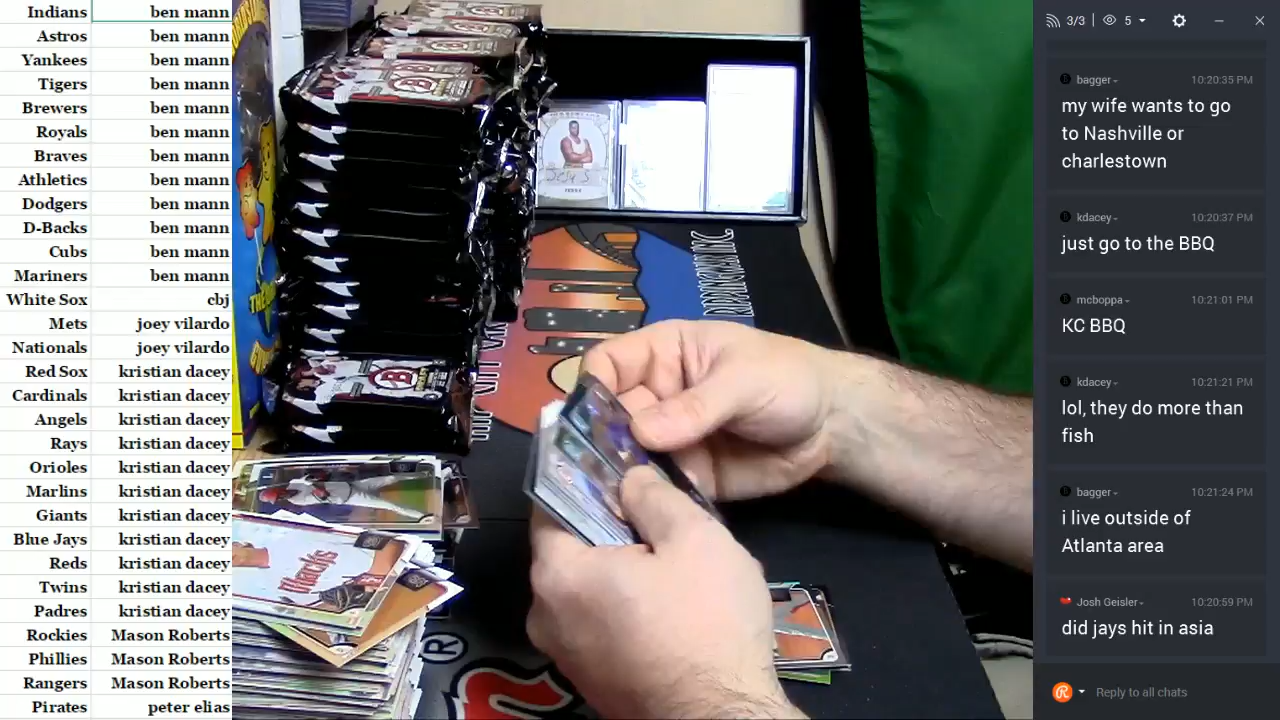 Indians ben mann
Astros ben mann
Yankees ben mann
Tigers ben mann
Brewers ben mann
Royals ben mann
Braves ben mann
Athletics ben mann
Dodgers ben mann
D-Backs ben mann
Cubs ben mann
Mariners ben mann
White Sox cbj
Mets joey vilardo
Nationals joey vilardo
Red Sox kristian dacey
Cardinals kristian dacey
Angels kristian dacey
Rays kristian dacey
Orioles kristian dacey
Marlins kristian dacey
Giants kristian dacey
Blue Jays kristian dacey
Reds kristian dacey
Twins kristian dacey
Padres kristian dacey
Rockies Mason Roberts
Phillies Mason Roberts
Rangers Mason Roberts
Pirates peter elias
3/3 5
bagger 10:20:35 PM
my wife wants to go
to Nashville or
charlestown
kdacey 10:20:37 PM
just go to the BBQ
mcboppa 10:21:01 PM
KC BBQ
kdacey 10:21:21 PM
lol, they do more than
fish
bagger 10:21:24 PM
i live outside of
Atlanta area
Josh Geisler 10:20:59 PM
did jays hit in asia
Reply to all chats